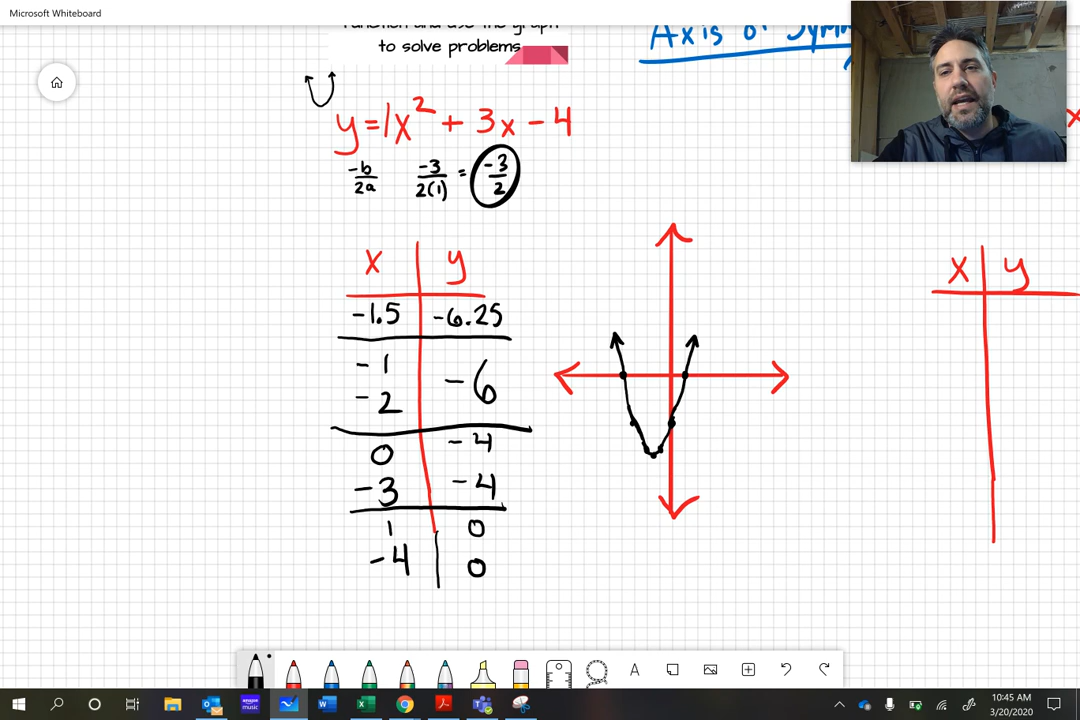 Microsoft Whiteboard
to solve problems
Axis of
y=1x² + 3x - 4
-b/2a -3/2(1) = -3/2
x y
-1.5 -6.25
-1
-6
-2
0 -4
-3 -4
1 0
-4 0
x y
10:45 AM
3/20/2020